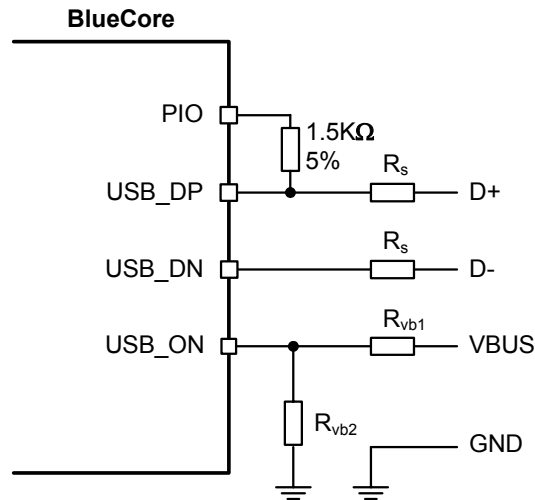 BlueCore
PIO
1.5KΩ
5%
USB_DP
Rs
D+
Rs
USB_DN
D-
Rvb1
USB_ON
VBUS
Rvb2
GND